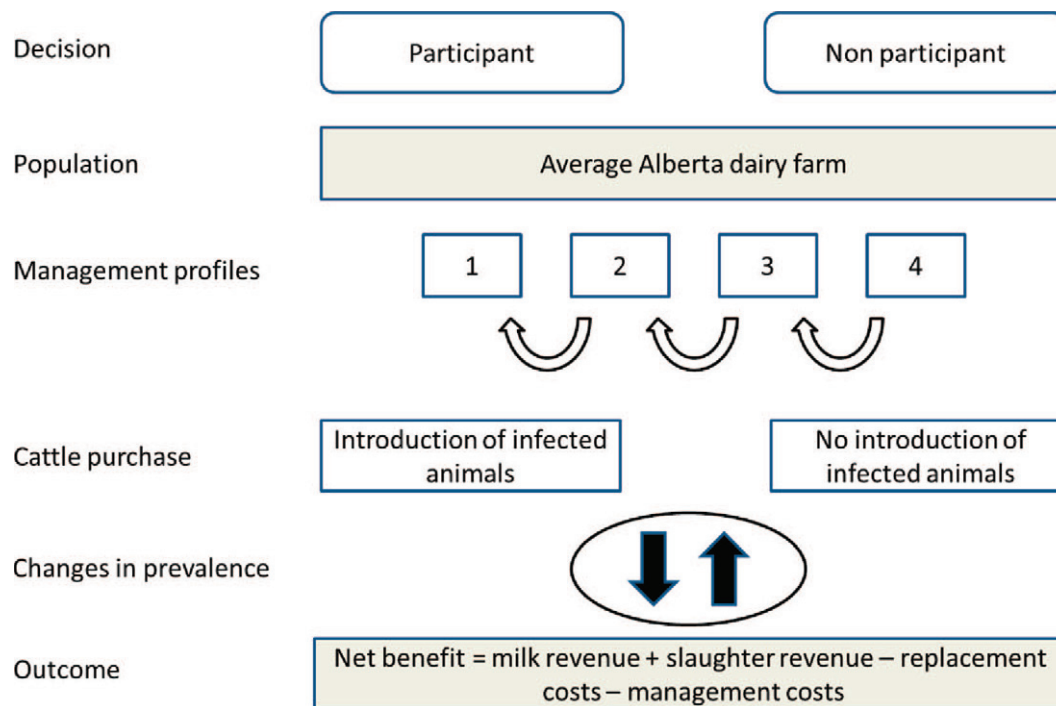 Decision
Participant
Non participant
Population
Average Alberta dairy farm
Management profiles
1
2
3
4
Cattle purchase
Introduction of infected
animals
No introduction of
infected animals
Changes in prevalence
Outcome
Net benefit = milk revenue + slaughter revenue – replacement
costs – management costs